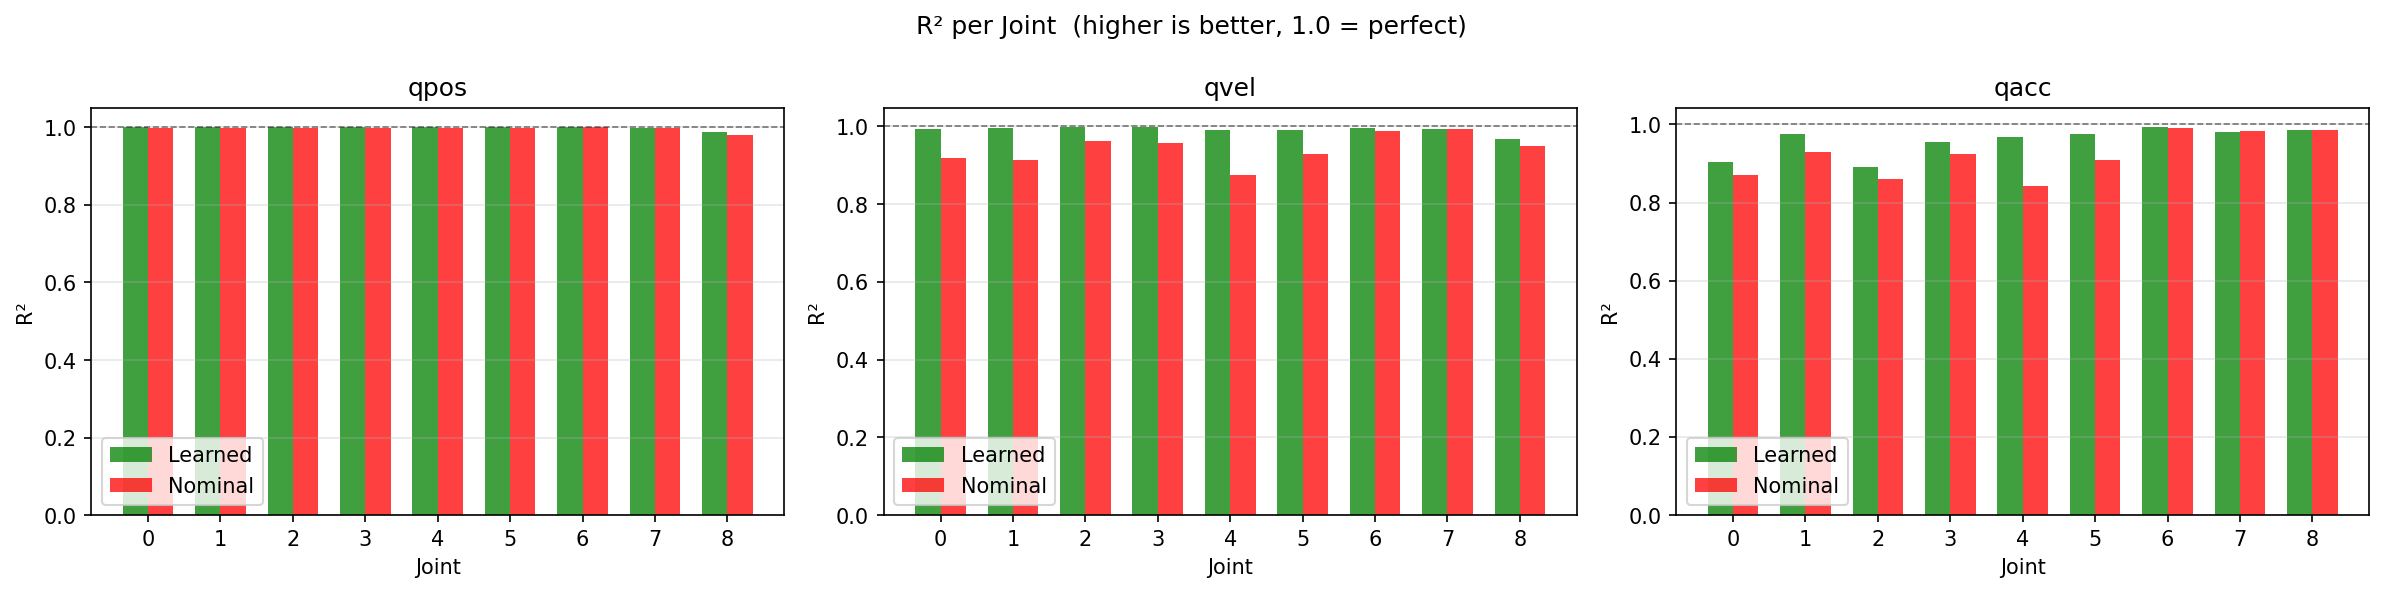 R² per Joint  (higher is better, 1.0 = perfect)
qpos
1.0
0.8
0.6
0.4
0.2
0.0
R²
Learned
Nominal
0 1 2 3 4 5 6 7 8
Joint
qvel
1.0
0.8
0.6
0.4
0.2
0.0
R²
Learned
Nominal
0 1 2 3 4 5 6 7 8
Joint
qacc
1.0
0.8
0.6
0.4
0.2
0.0
R²
Learned
Nominal
0 1 2 3 4 5 6 7 8
Joint